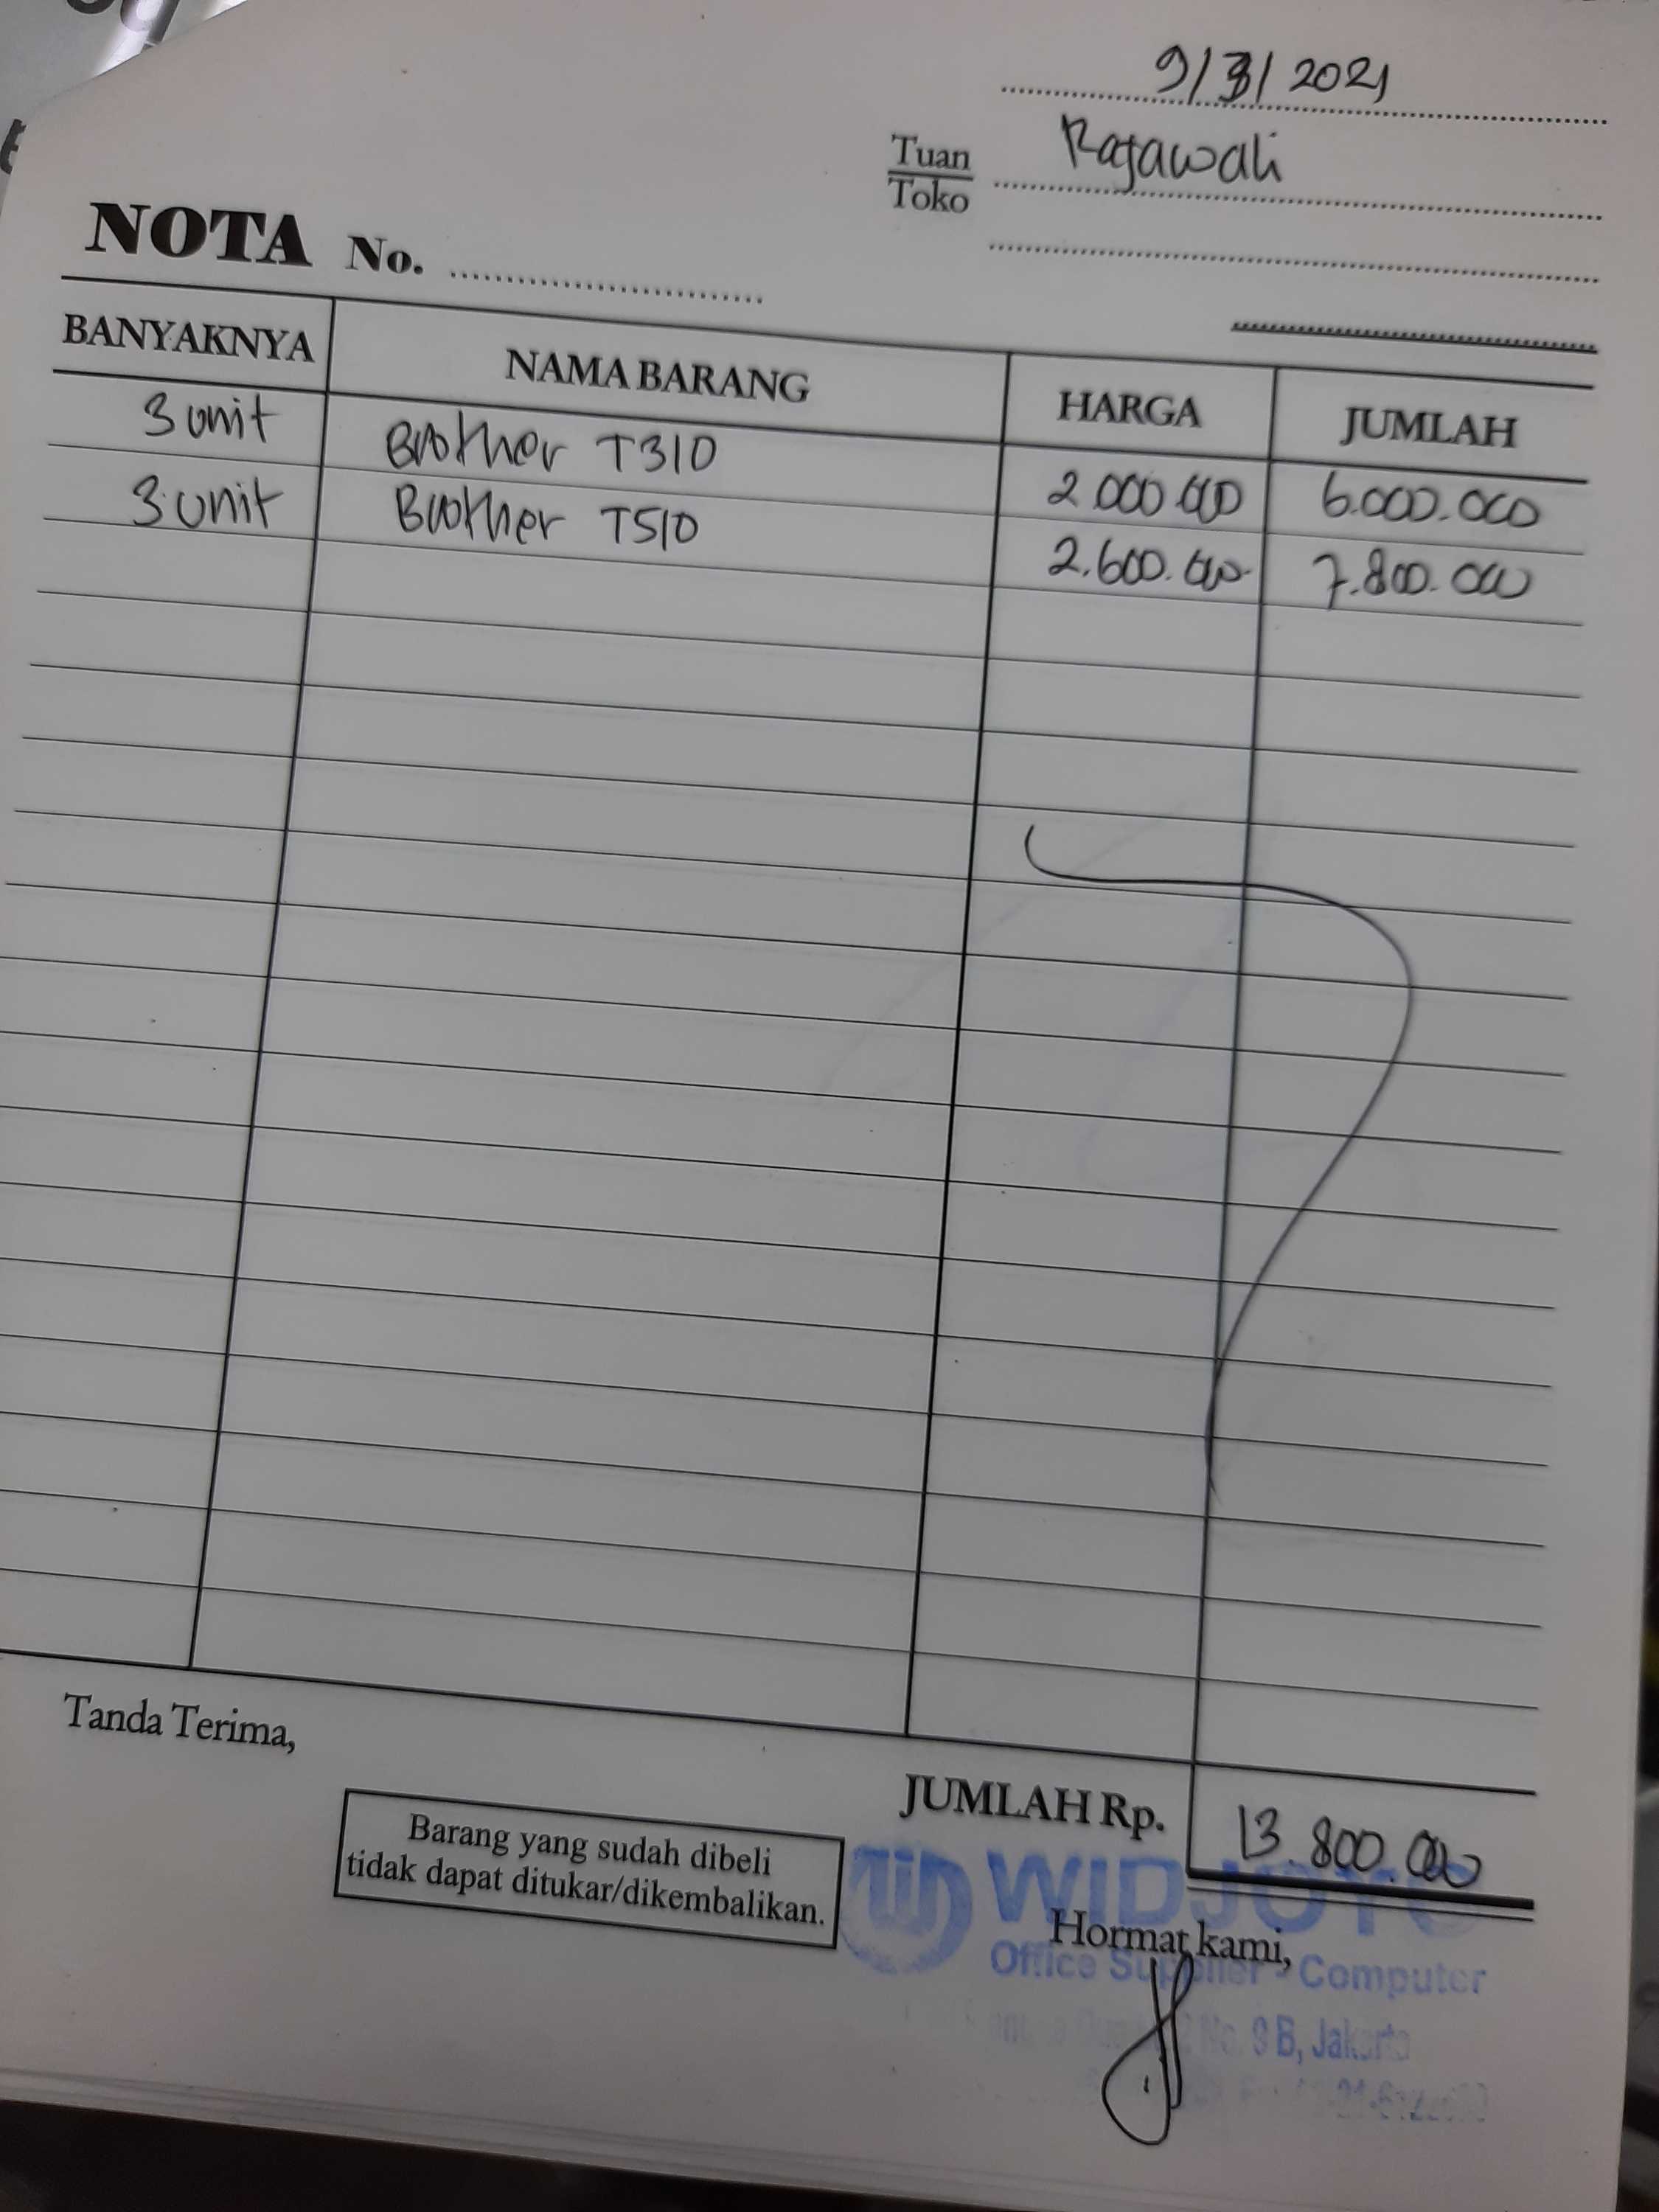 9/3/2021
Tuan
Toko
Rajawali
NOTA No.
BANYAKNYA NAMA BARANG HARGA JUMLAH
3 unit Brother T310 2.000.000 6.000.000
3 unit Brother T510 2.600.000 7.800.000
Tanda Terima,
JUMLAH Rp. 13.800.000
Barang yang sudah dibeli
tidak dapat ditukar/dikembalikan.
WIDJOYO
Hormat kami,
Office Supplier - Computer
No. 9 B, Jakarta